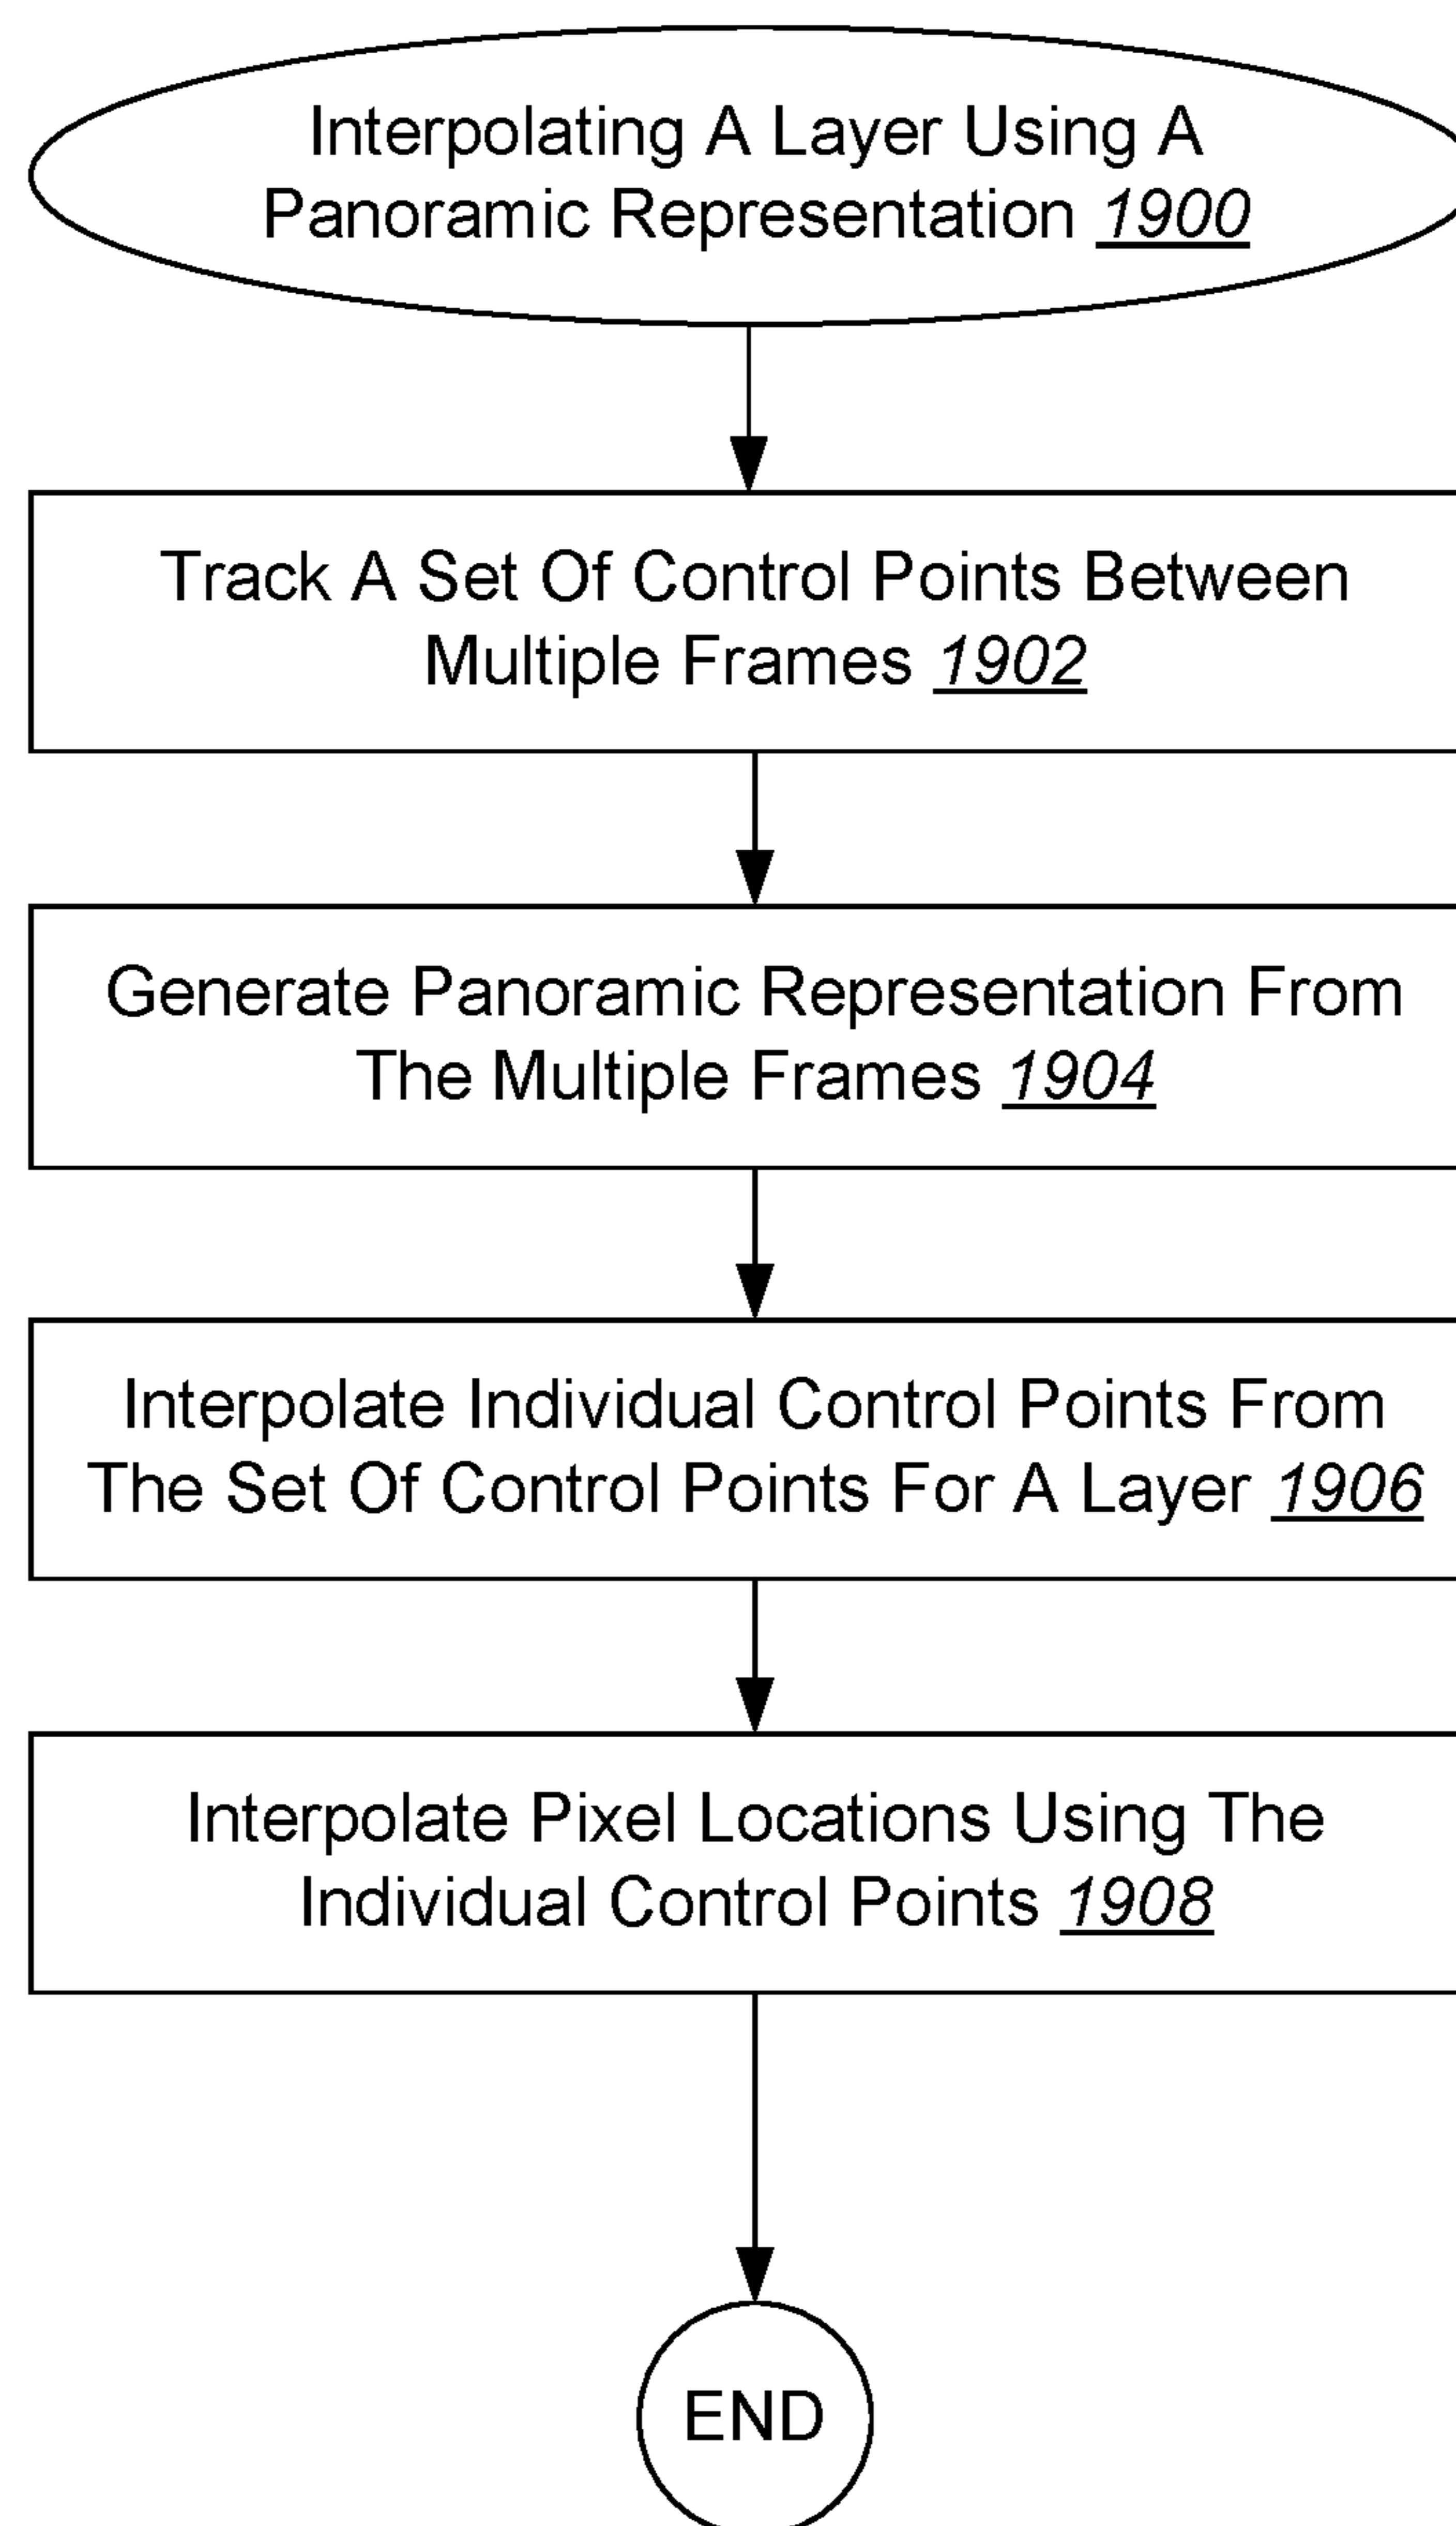 Interpolating A Layer Using A
Panoramic Representation 1900
Track A Set Of Control Points Between
Multiple Frames 1902
Generate Panoramic Representation From
The Multiple Frames 1904
Interpolate Individual Control Points From
The Set Of Control Points For A Layer 1906
Interpolate Pixel Locations Using The
Individual Control Points 1908
END